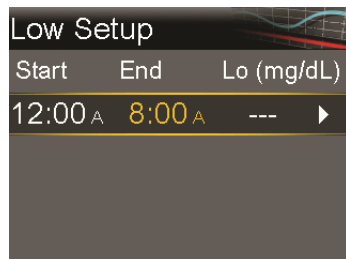 Low Setup
Start End Lo (mg/dL)
12:00 A 8:00 A ---